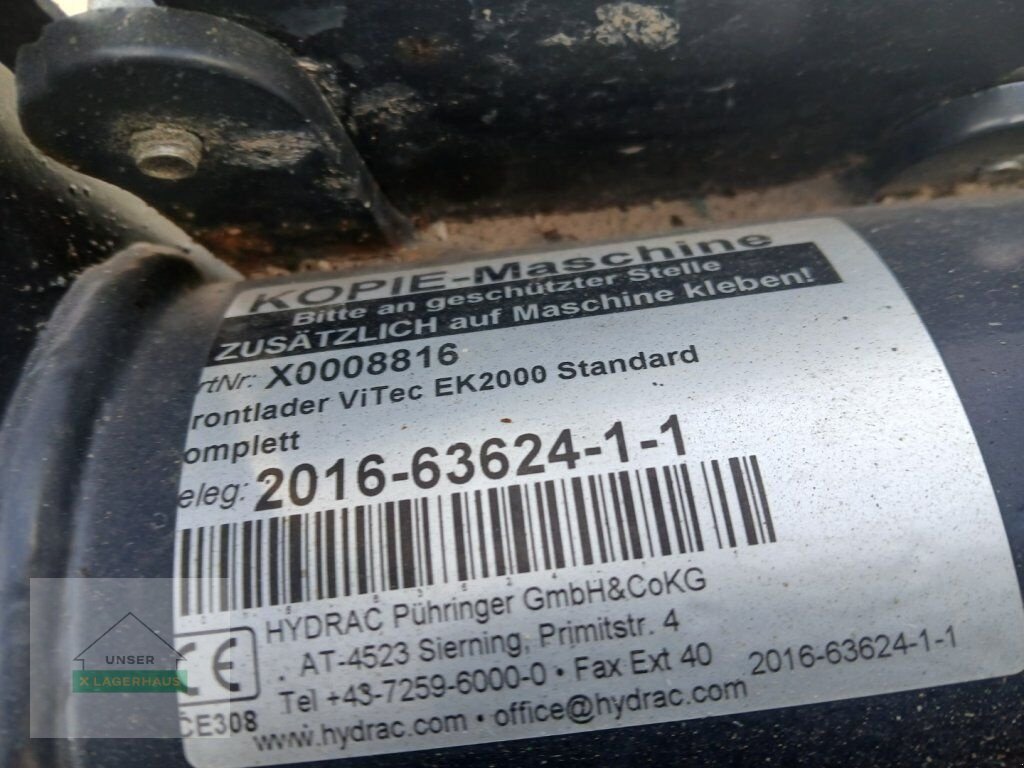 KOPIE-Maschine
Bitte an geschützter Stelle
ZUSÄTZLICH auf Maschine kleben!
rtNr: X0008816
rontlader ViTec EK2000 Standard
omplett
eleg: 2016-63624-1-1
HYDRAC Pühringer GmbH&CoKG
. AT-4523 Sierning, Primitstr. 4
Tel +43-7259-6000-0 • Fax Ext 40
www.hydrac.com • office@hydrac.com
2016-63624-1-1
CE
CE308
UNSER
X LAGERHAUS